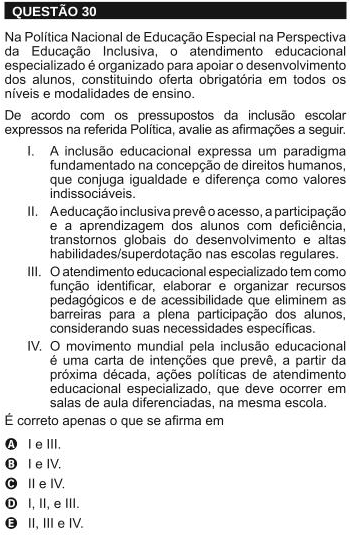 QUESTÃO 30
Na Política Nacional de Educação Especial na Perspectiva
da Educação Inclusiva, o atendimento educacional
especializado é organizado para apoiar o desenvolvimento
dos alunos, constituindo oferta obrigatória em todos os
níveis e modalidades de ensino.
De acordo com os pressupostos da inclusão escolar
expressos na referida Política, avalie as afirmações a seguir.
I. A inclusão educacional expressa um paradigma
fundamentado na concepção de direitos humanos,
que conjuga igualdade e diferença como valores
indissociáveis.
II. A educação inclusiva prevê o acesso, a participação
e a aprendizagem dos alunos com deficiência,
transtornos globais do desenvolvimento e altas
habilidades/superdotação nas escolas regulares.
III. O atendimento educacional especializado tem como
função identificar, elaborar e organizar recursos
pedagógicos e de acessibilidade que eliminem as
barreiras para a plena participação dos alunos,
considerando suas necessidades específicas.
IV. O movimento mundial pela inclusão educacional
é uma carta de intenções que prevê, a partir da
próxima década, ações políticas de atendimento
educacional especializado, que deve ocorrer em
salas de aula diferenciadas, na mesma escola.
É correto apenas o que se afirma em
A I e III.
B I e IV.
C II e IV.
D I, II, e III.
E II, III e IV.